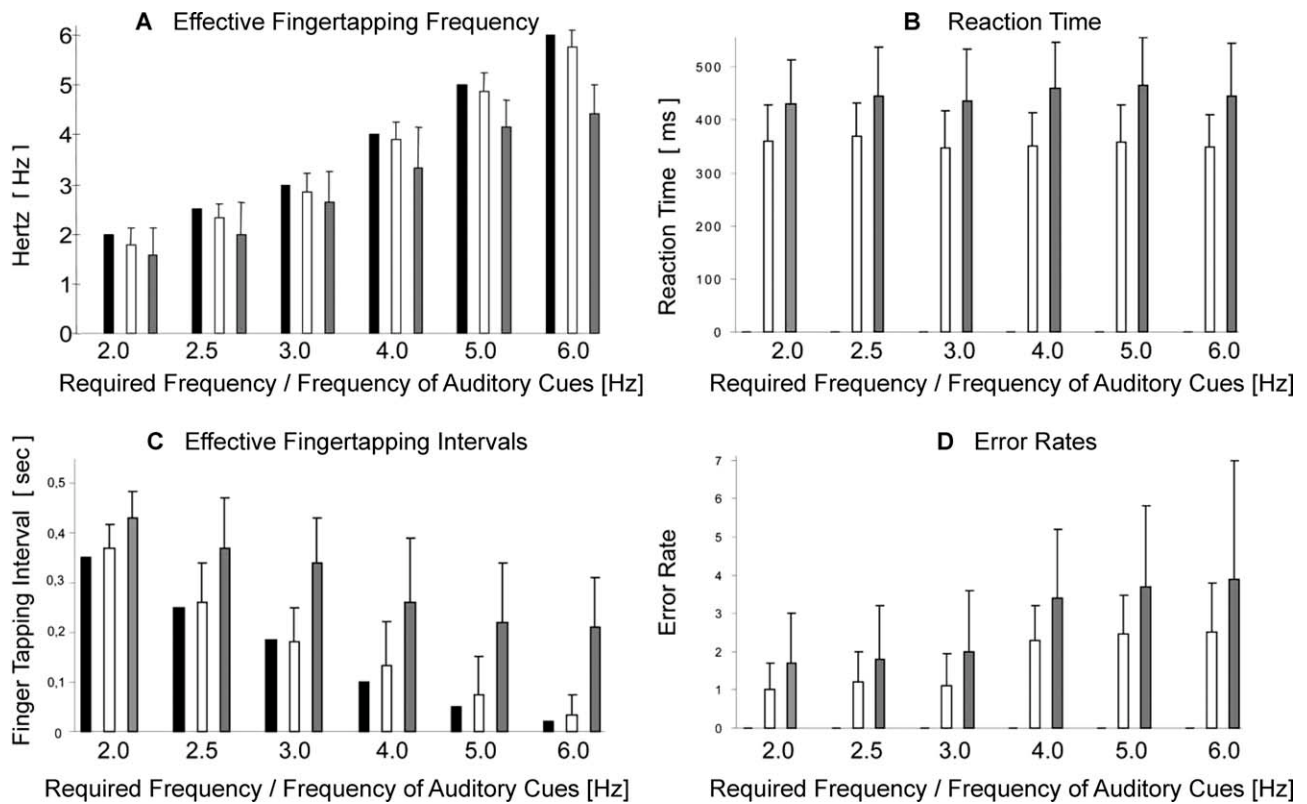 A Effective Fingertapping Frequency
Hertz [ Hz ]
6
5
4
3
2
1
0
2.0 2.5 3.0 4.0 5.0 6.0
Required Frequency / Frequency of Auditory Cues [Hz]
B Reaction Time
Reaction Time [ ms ]
500
400
300
200
100
0
2.0 2.5 3.0 4.0 5.0 6.0
Required Frequency / Frequency of Auditory Cues [Hz]
C Effective Fingertapping Intervals
Finger Tapping Interval [ sec ]
0,5
0,4
0,3
0,2
0,1
0
2.0 2.5 3.0 4.0 5.0 6.0
Required Frequency / Frequency of Auditory Cues [Hz]
D Error Rates
Error Rate
7
6
5
4
3
2
1
0
2.0 2.5 3.0 4.0 5.0 6.0
Required Frequency / Frequency of Auditory Cues [Hz]